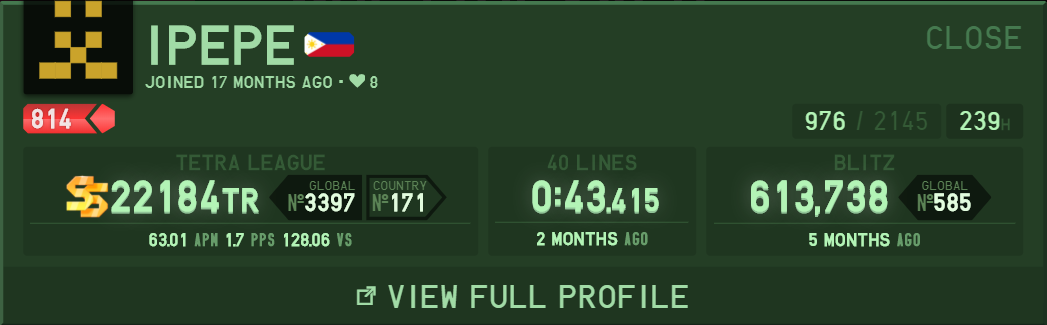 IPEPE
CLOSE
JOINED 17 MONTHS AGO · ♥ 8
814
976 / 2145
239H
TETRA LEAGUE
SS 22184TR
GLOBAL
№3397
COUNTRY
№171
63.01 APM 1.7 PPS 128.06 VS
40 LINES
0:43.415
2 MONTHS AGO
BLITZ
613,738
GLOBAL
№585
5 MONTHS AGO
VIEW FULL PROFILE